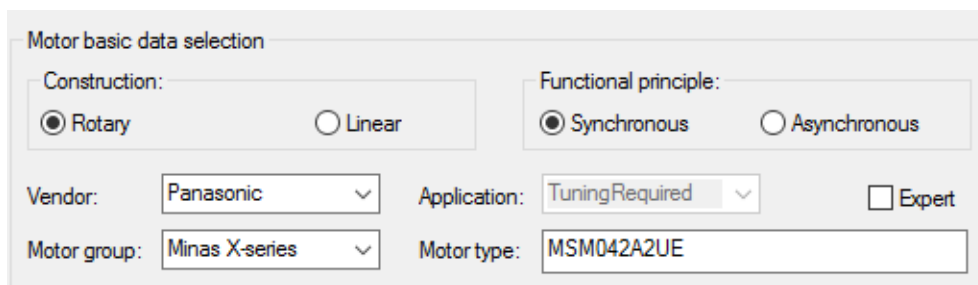 Motor basic data selection
Construction: Functional principle:
Rotary Linear Synchronous Asynchronous
Vendor: Panasonic Application: TuningRequired Expert
Motor group: Minas X-series Motor type: MSM042A2UE